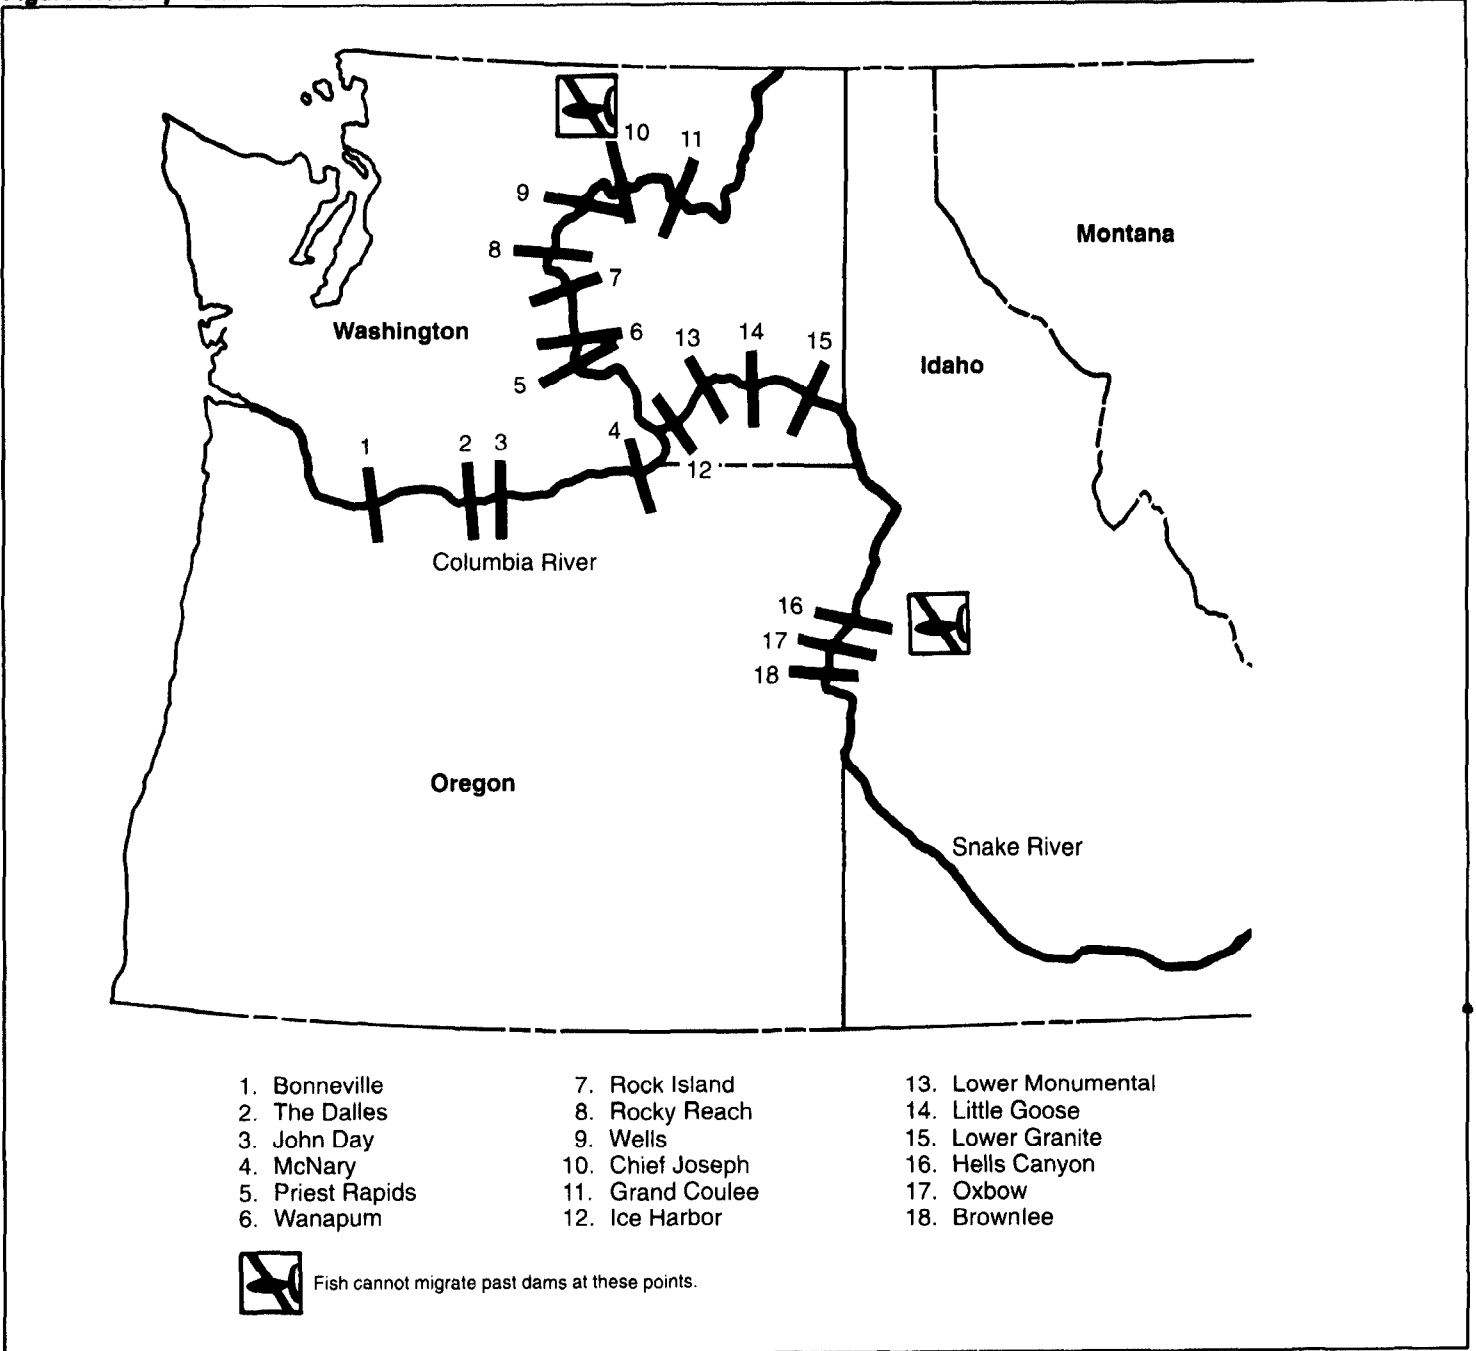 10
11
9
8
7
Montana
Washington
6
13
14
15
5
Idaho
1
2
3
4
12
Columbia River
16
17
18
Oregon
Snake River
1. Bonneville
2. The Dalles
3. John Day
4. McNary
5. Priest Rapids
6. Wanapum
7. Rock Island
8. Rocky Reach
9. Wells
10. Chief Joseph
11. Grand Coulee
12. Ice Harbor
13. Lower Monumental
14. Little Goose
15. Lower Granite
16. Hells Canyon
17. Oxbow
18. Brownlee
Fish cannot migrate past dams at these points.